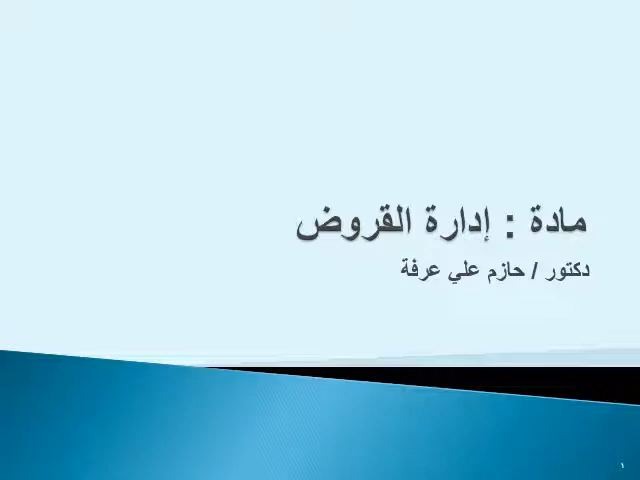 مادة : إدارة القروض
دكتور / حازم علي عرفة
١